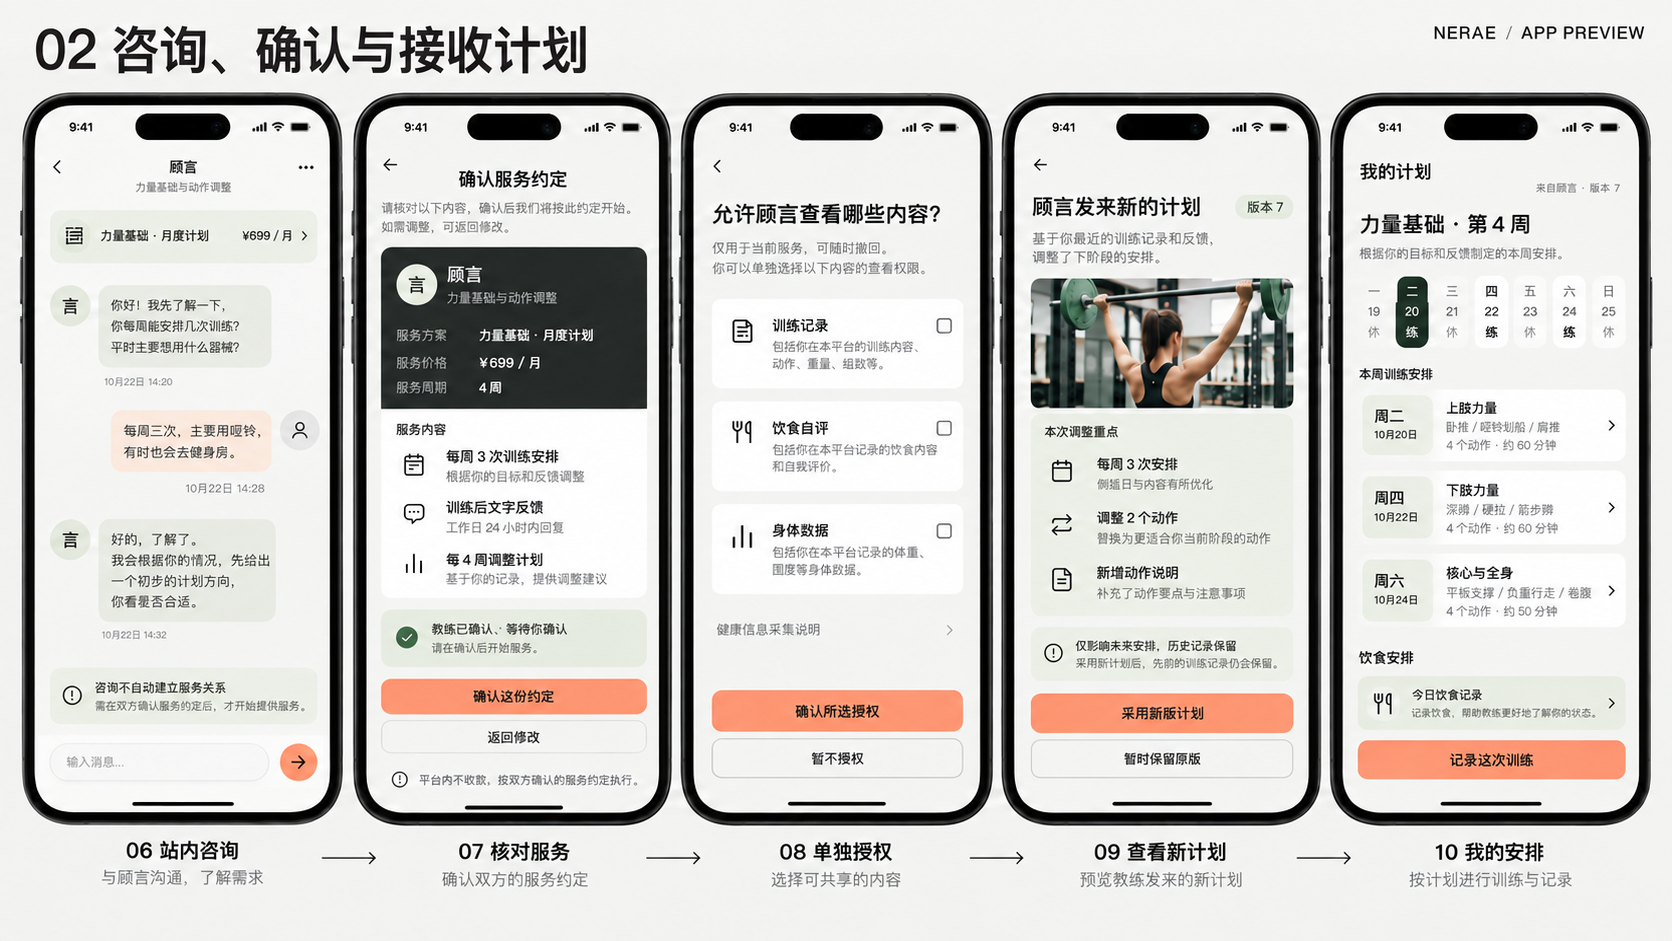 02 咨询、确认与接收计划
NERAE / APP PREVIEW
9:41
顾言
力量基础与动作调整
力量基础 · 月度计划 ¥699 / 月
言
你好！我先了解一下，
你每周能安排几次训练？
平时主要想用什么器械？
10月22日 14:20
每周三次，主要用哑铃，
有时也会去健身房。
10月22日 14:28
言
好的，了解了。
我会根据你的情况，先给出
一个初步的计划方向，
你看是否合适。
10月22日 14:32
咨询不自动建立服务关系
需在双方确认服务约定后，才开始提供服务。
输入消息...
06 站内咨询
与顾言沟通，了解需求
9:41
确认服务约定
请核对以下内容，确认后我们将按此约定开始。
如需调整，可返回修改。
言
顾言
力量基础与动作调整
服务方案 力量基础 · 月度计划
服务价格 ¥699 / 月
服务周期 4 周
服务内容
每周 3 次训练安排
根据你的目标和反馈调整
训练后文字反馈
工作日 24 小时内回复
每 4 周调整计划
基于你的记录，提供调整建议
教练已确认、· 等待你确认
请在确认后开始服务。
确认这份约定
返回修改
平台内不收款，按双方确认的服务约定执行。
07 核对服务
确认双方的服务约定
9:41
允许顾言查看哪些内容？
仅用于当前服务，可随时撤回。
你可以单独选择以下内容的查看权限。
训练记录
包括你在本平台的训练内容、
动作、重量、组数等。
饮食自评
包括你在本平台记录的饮食内容
和自我评价。
身体数据
包括你在本平台记录的体重、
围度等身体数据。
健康信息采集说明
确认所选授权
暂不授权
08 单独授权
选择可共享的内容
9:41
顾言发来新的计划
版本 7
基于你最近的训练记录和反馈，
调整了下阶段的安排。
本次调整重点
每周 3 次安排
日与内容有所优化
调整 2 个动作
替换为更适合你当前阶段的动作
新增动作说明
补充了动作要点与注意事项
仅影响未来安排，历史记录保留
采用新计划后，先前的训练记录仍会保留。
采用新版计划
暂时保留原版
09 查看新计划
预览教练发来的新计划
9:41
我的计划
来自顾言 · 版本 7
力量基础 · 第 4 周
根据你的目标和反馈制定的本周安排。
一 二 三 四 五 六 日
19 20 21 22 23 24 25
休 练 休 练 休 练 休
本周训练安排
周二
10月20日
上肢力量
卧推 / 哑铃划船 / 肩推
4 个动作 · 约 60 分钟
周四
10月22日
下肢力量
深蹲 / 硬拉 / 箭步蹲
4 个动作 · 约 60 分钟
周六
10月24日
核心与全身
平板支撑 / 负重行走 / 卷腹
4 个动作 · 约 50 分钟
饮食安排
今日饮食记录
记录饮食，帮助教练更好地了解你的状态。
记录这次训练
10 我的安排
按计划进行训练与记录